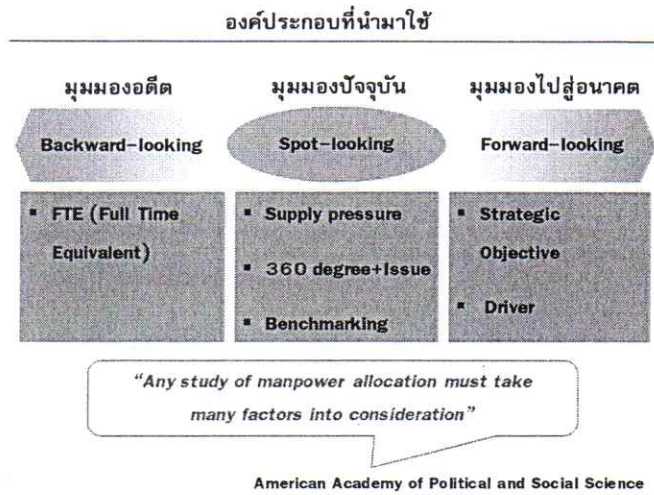 องค์ประกอบที่นำมาใช้
มุมมองอดีต
มุมมองปัจจุบัน
มุมมองไปสู่อนาคต
Backward-looking
Spot-looking
Forward-looking
▪ FTE (Full Time
Equivalent)
▪ Supply pressure
▪ 360 degree+Issue
▪ Benchmarking
▪ Strategic
Objective
▪ Driver
“Any study of manpower allocation must take
many factors into consideration”
American Academy of Political and Social Science